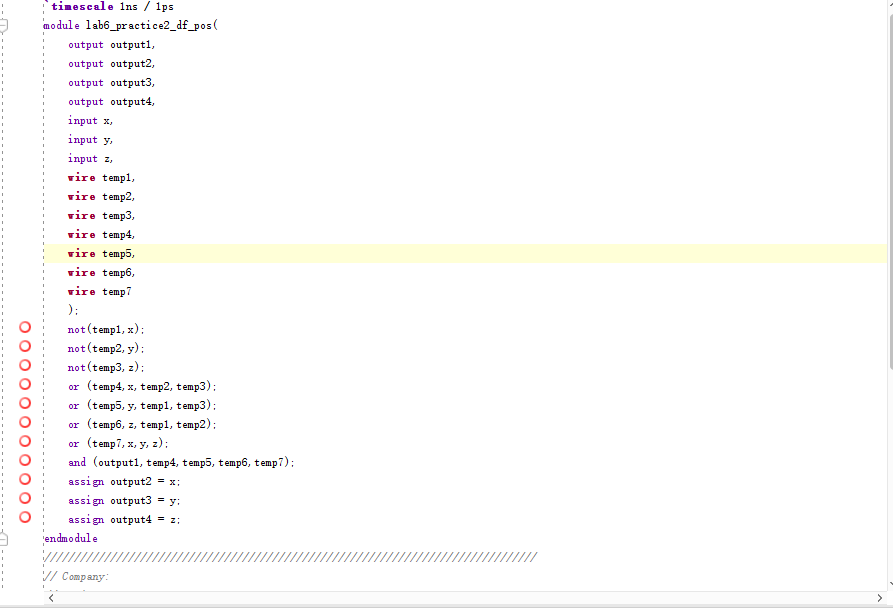 `timescale 1ns / 1ps
module lab6_practice2_df_pos(
output output1,
output output2,
output output3,
output output4,
input x,
input y,
input z,
wire temp1,
wire temp2,
wire temp3,
wire temp4,
wire temp5,
wire temp6,
wire temp7
);
not(temp1,x);
not(temp2,y);
not(temp3,z);
or (temp4,x,temp2,temp3);
or (temp5,y,temp1,temp3);
or (temp6,z,temp1,temp2);
or (temp7,x,y,z);
and (output1,temp4,temp5,temp6,temp7);
assign output2 = x;
assign output3 = y;
assign output4 = z;
endmodule
//////////////////////////////////////////////////////////////////////////////////
// Company: